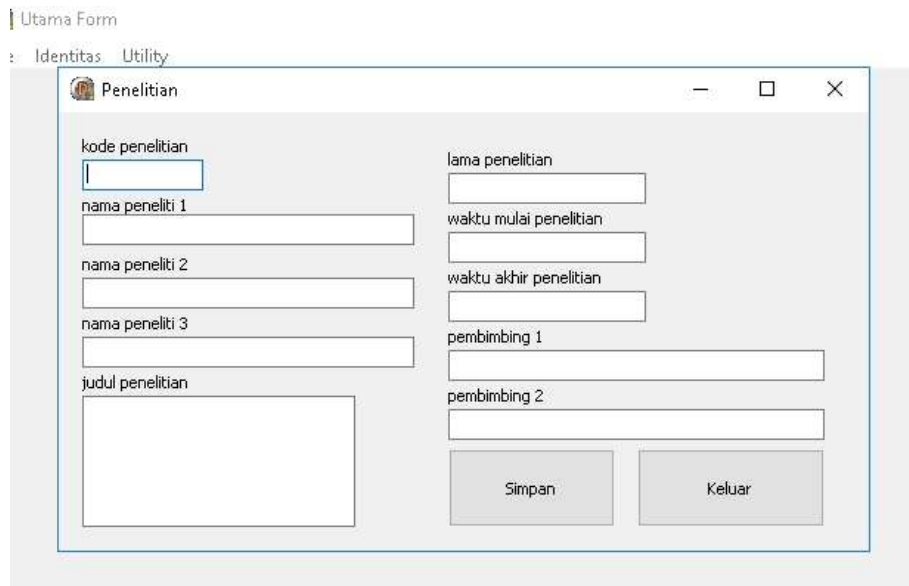 Utama Form
Identitas Utility
Penelitian
kode penelitian
nama peneliti 1
nama peneliti 2
nama peneliti 3
judul penelitian
lama penelitian
waktu mulai penelitian
waktu akhir penelitian
pembimbing 1
pembimbing 2
Simpan Keluar